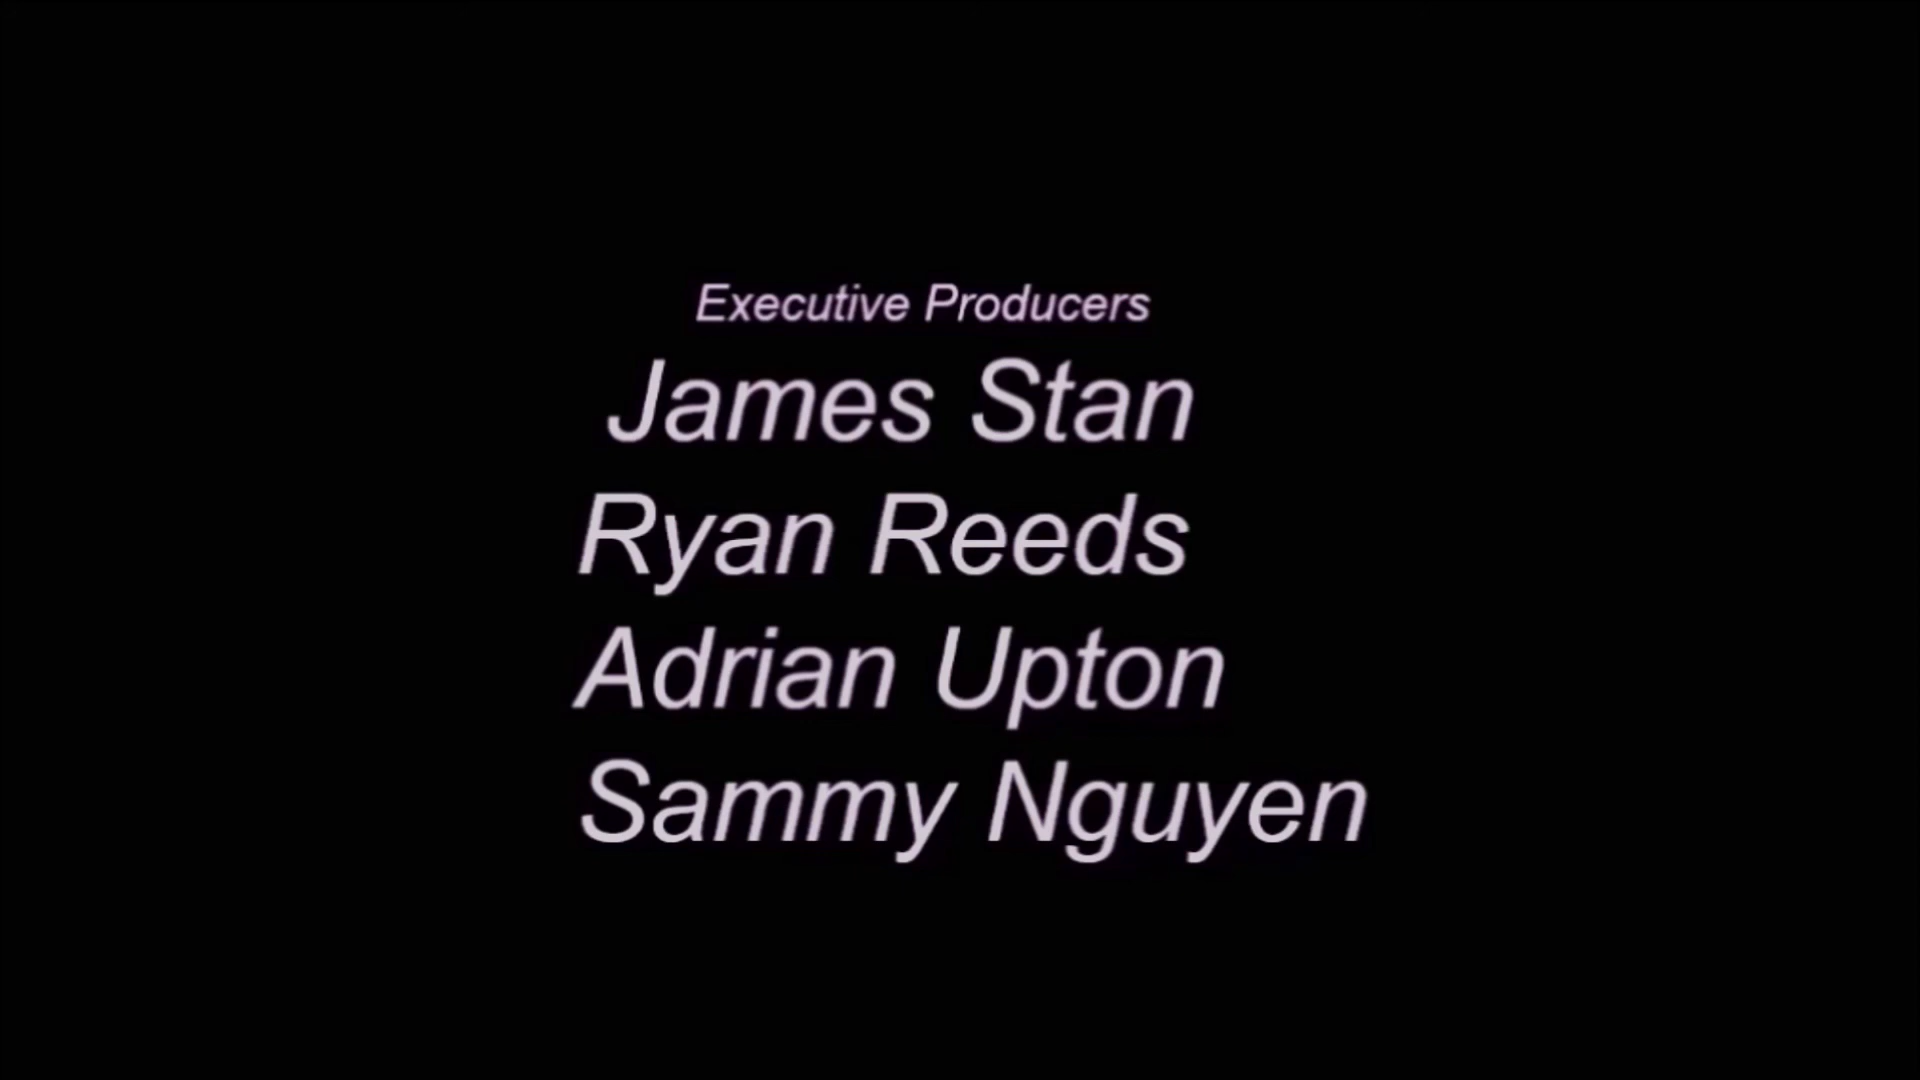 Executive Producers
James Stan
Ryan Reeds
Adrian Upton
Sammy Nguyen